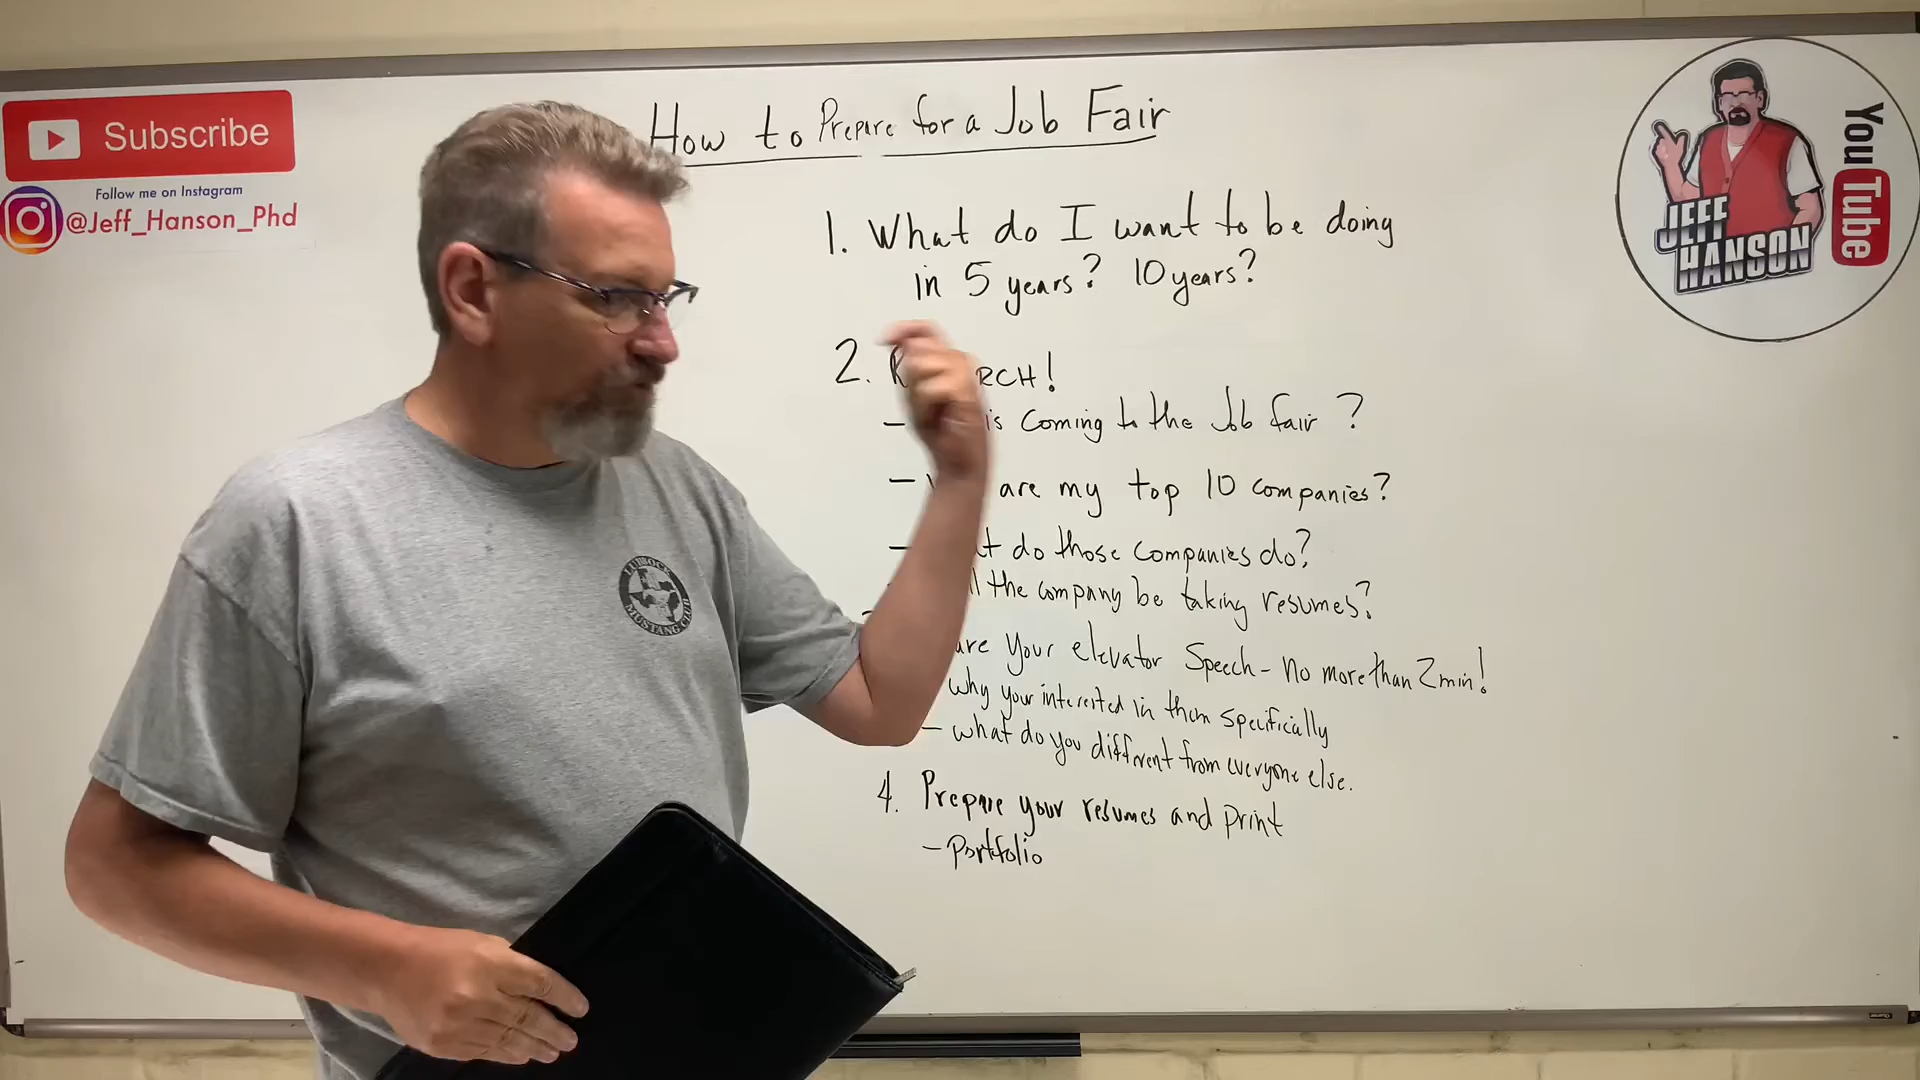 Subscribe
Follow me on Instagram
@Jeff_Hanson_Phd
How to Prepare for a Job Fair
1. What do I want to be doing
in 5 years? 10 years?
2.
- is coming to the Job fair ?
- are my top 10 companies?
- do those companies do?
the company be taking resumes?
Your elevator Speech - No more than 2 min!
why your interested in them specifically
- what do you different from everyone else.
4. Prepare your resumes and print
- Portfolio
JEFF
HANSON
YouTube
LUBBOCK
MUSTANG CLUB